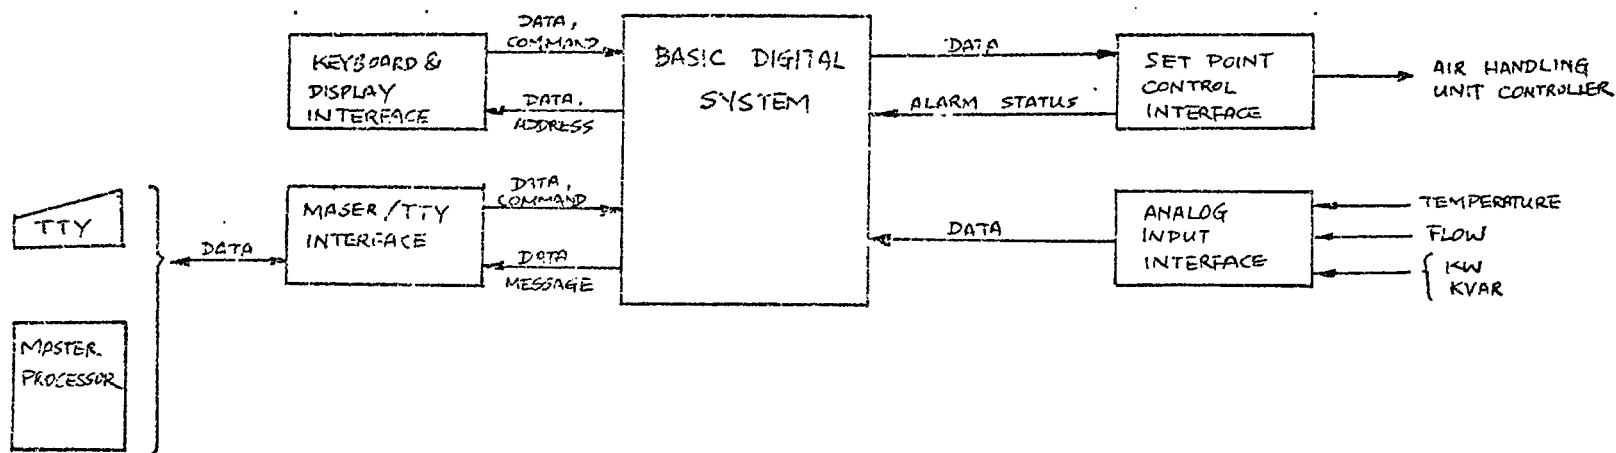 KEYBOARD &
DISPLAY
INTERFACE
DATA,
COMMAND
DATA,
ADDRESS
BASIC DIGITAL
SYSTEM
DATA
ALARM STATUS
SET POINT
CONTROL
INTERFACE
AIR HANDLING
UNIT CONTROLLER
TTY
MASTER
PROCESSOR
DATA
MASER/TTY
INTERFACE
DATA,
COMMAND
DATA
MESSAGE
DATA
ANALOG
INPUT
INTERFACE
TEMPERATURE
FLOW
KW
KVAR